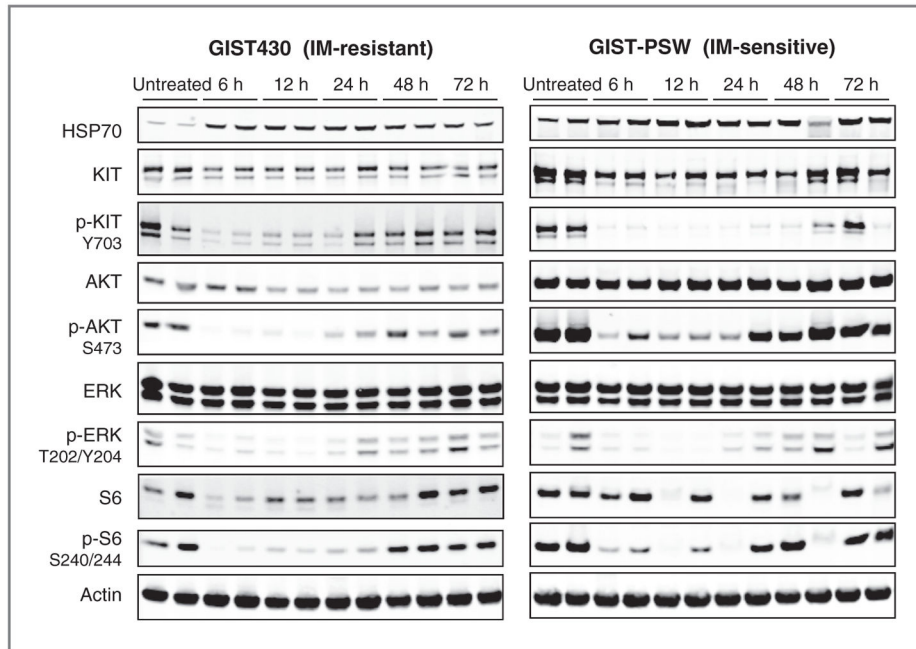 GIST430 (IM-resistant)
GIST-PSW (IM-sensitive)
Untreated 6 h 12 h 24 h 48 h 72 h
Untreated 6 h 12 h 24 h 48 h 72 h
HSP70
KIT
p-KIT
Y703
AKT
p-AKT
S473
ERK
p-ERK
T202/Y204
S6
p-S6
S240/244
Actin